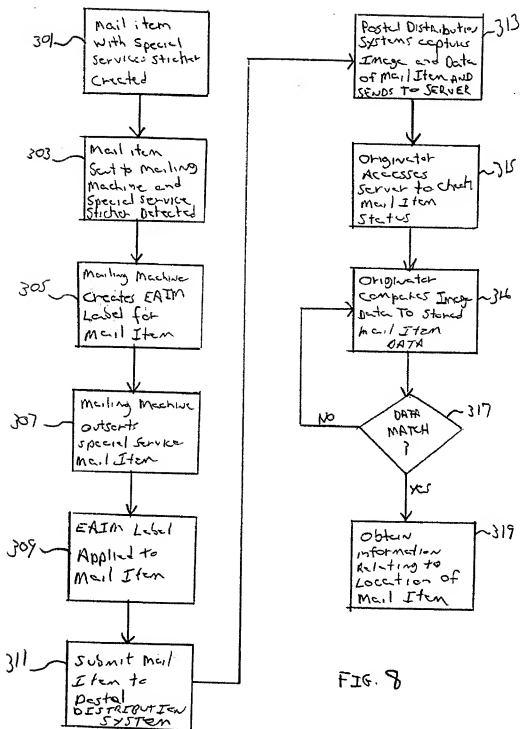 301
Mail item
with Special
Services Sticker
Created
303
Mail item
Sent to Mailing
Machine and
Special Service
Sticker Detected
305
Mailing Machine
Creates EAIM
Label for
Mail Item
307
Mailing Machine
outsorts
special service
Mail Item
309
EAIM Label
Applied to
Mail Item
311
Submit Mail
Item to
Postal
DISTRIBUTION
SYSTEM
313
Postal Distribution
Systems captures
Image and Data
of Mail Item AND
SENDS TO SERVER
315
Originator
Accesses
Server to Check
Mail Item
Status
316
Originator
Compares Image
Data To Stored
Mail Item
DATA
317
DATA
MATCH
?
NO
YES
319
Obtain
information
Relating to
Location of
Mail Item
FIG. 8